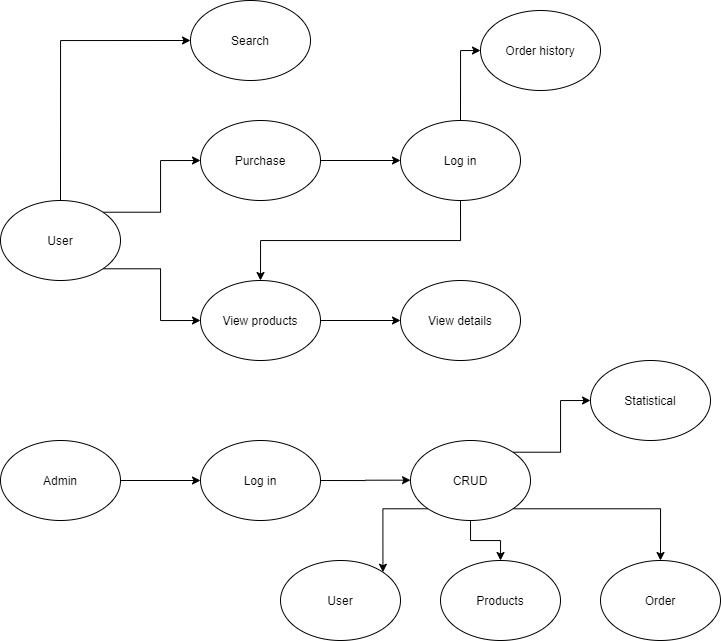 Search
Order history
Purchase
Log in
User
View products
View details
Statistical
Admin
Log in
CRUD
User
Products
Order